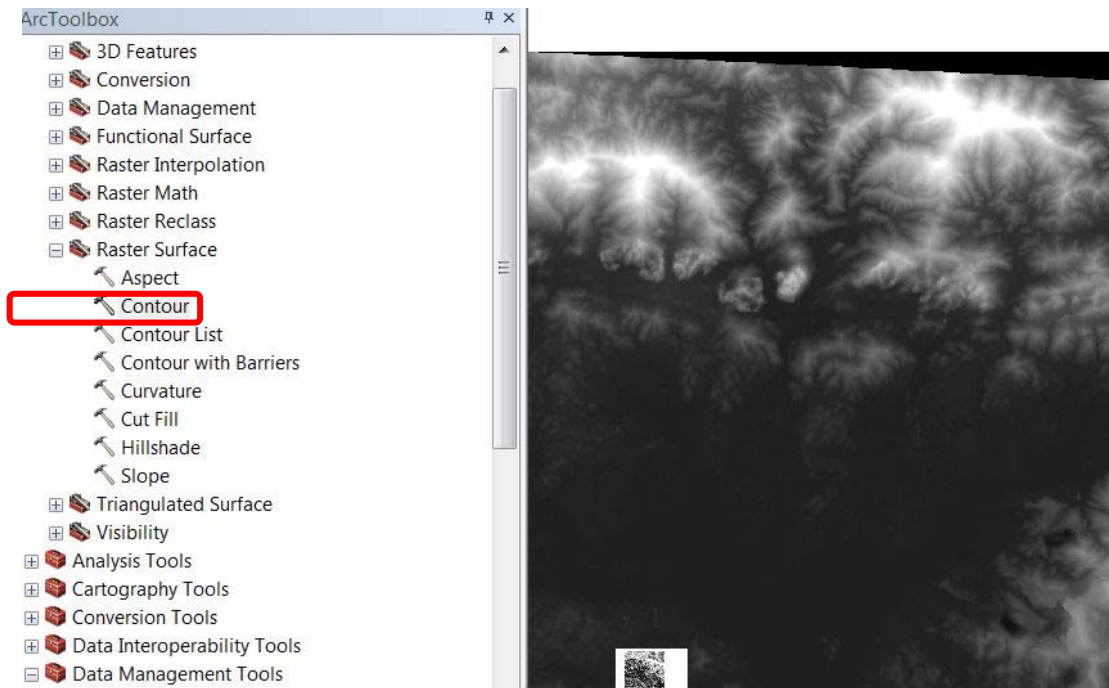 ArcToolbox
3D Features
Conversion
Data Management
Functional Surface
Raster Interpolation
Raster Math
Raster Reclass
Raster Surface
Aspect
Contour
Contour List
Contour with Barriers
Curvature
Cut Fill
Hillshade
Slope
Triangulated Surface
Visibility
Analysis Tools
Cartography Tools
Conversion Tools
Data Interoperability Tools
Data Management Tools